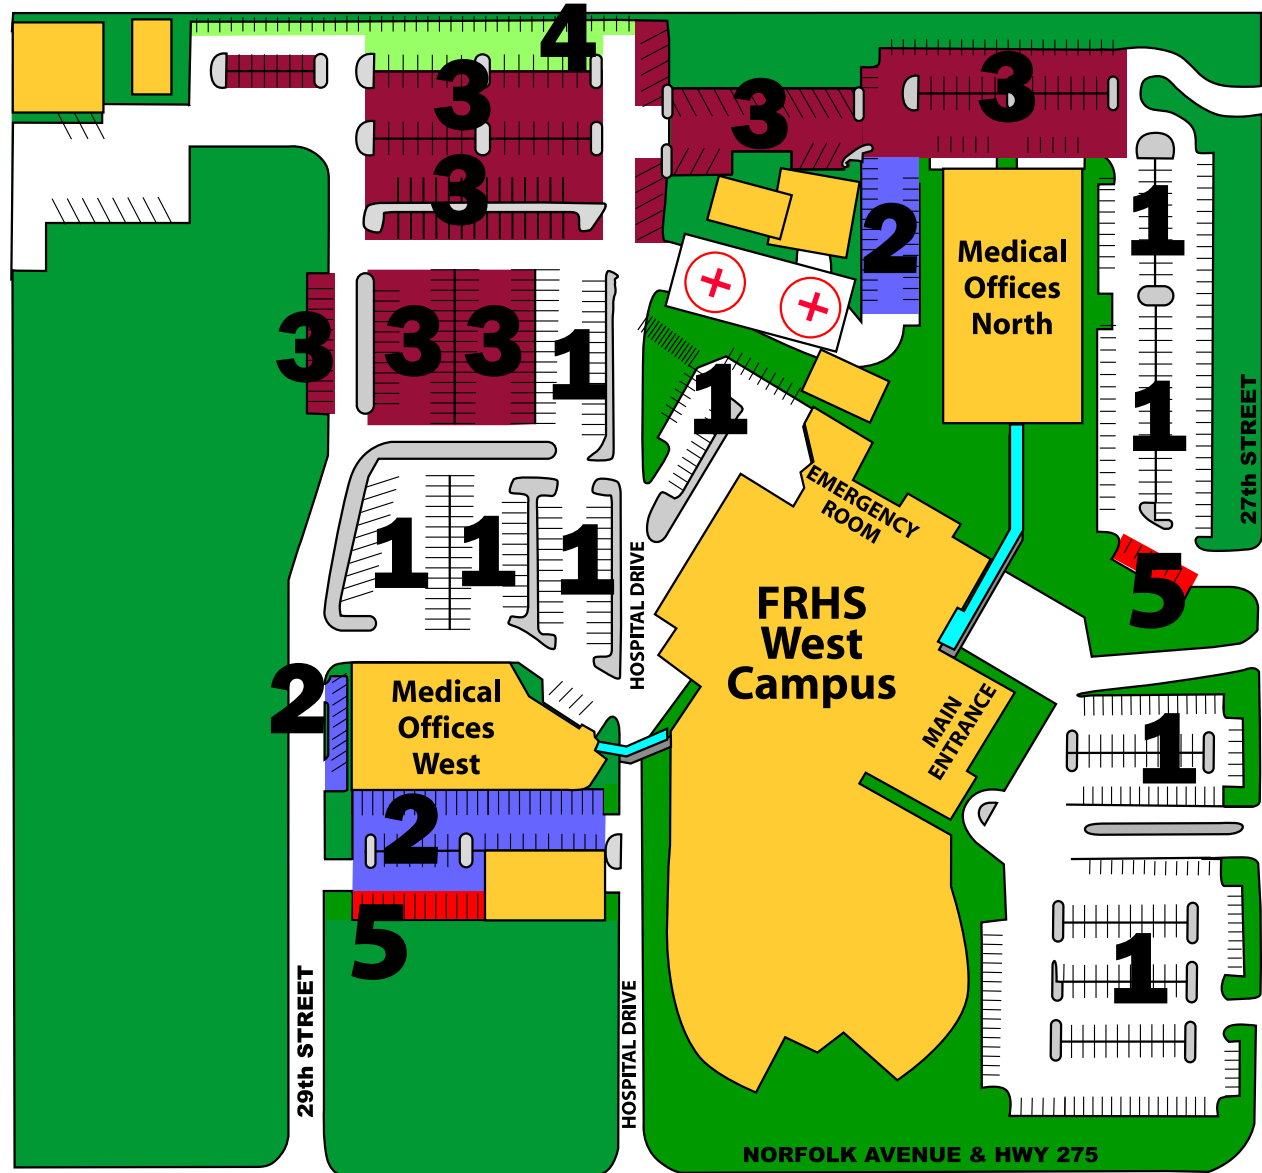 4
3
3
3
3
2
1
Medical
Offices
North
3
3
3
1
1
1
27th STREET
EMERGENCY
ROOM
1
1
1
HOSPITAL DRIVE
5
FRHS
West
Campus
2
Medical
Offices
West
MAIN
ENTRANCE
1
2
5
1
29th STREET
HOSPITAL DRIVE
NORFOLK AVENUE & HWY 275